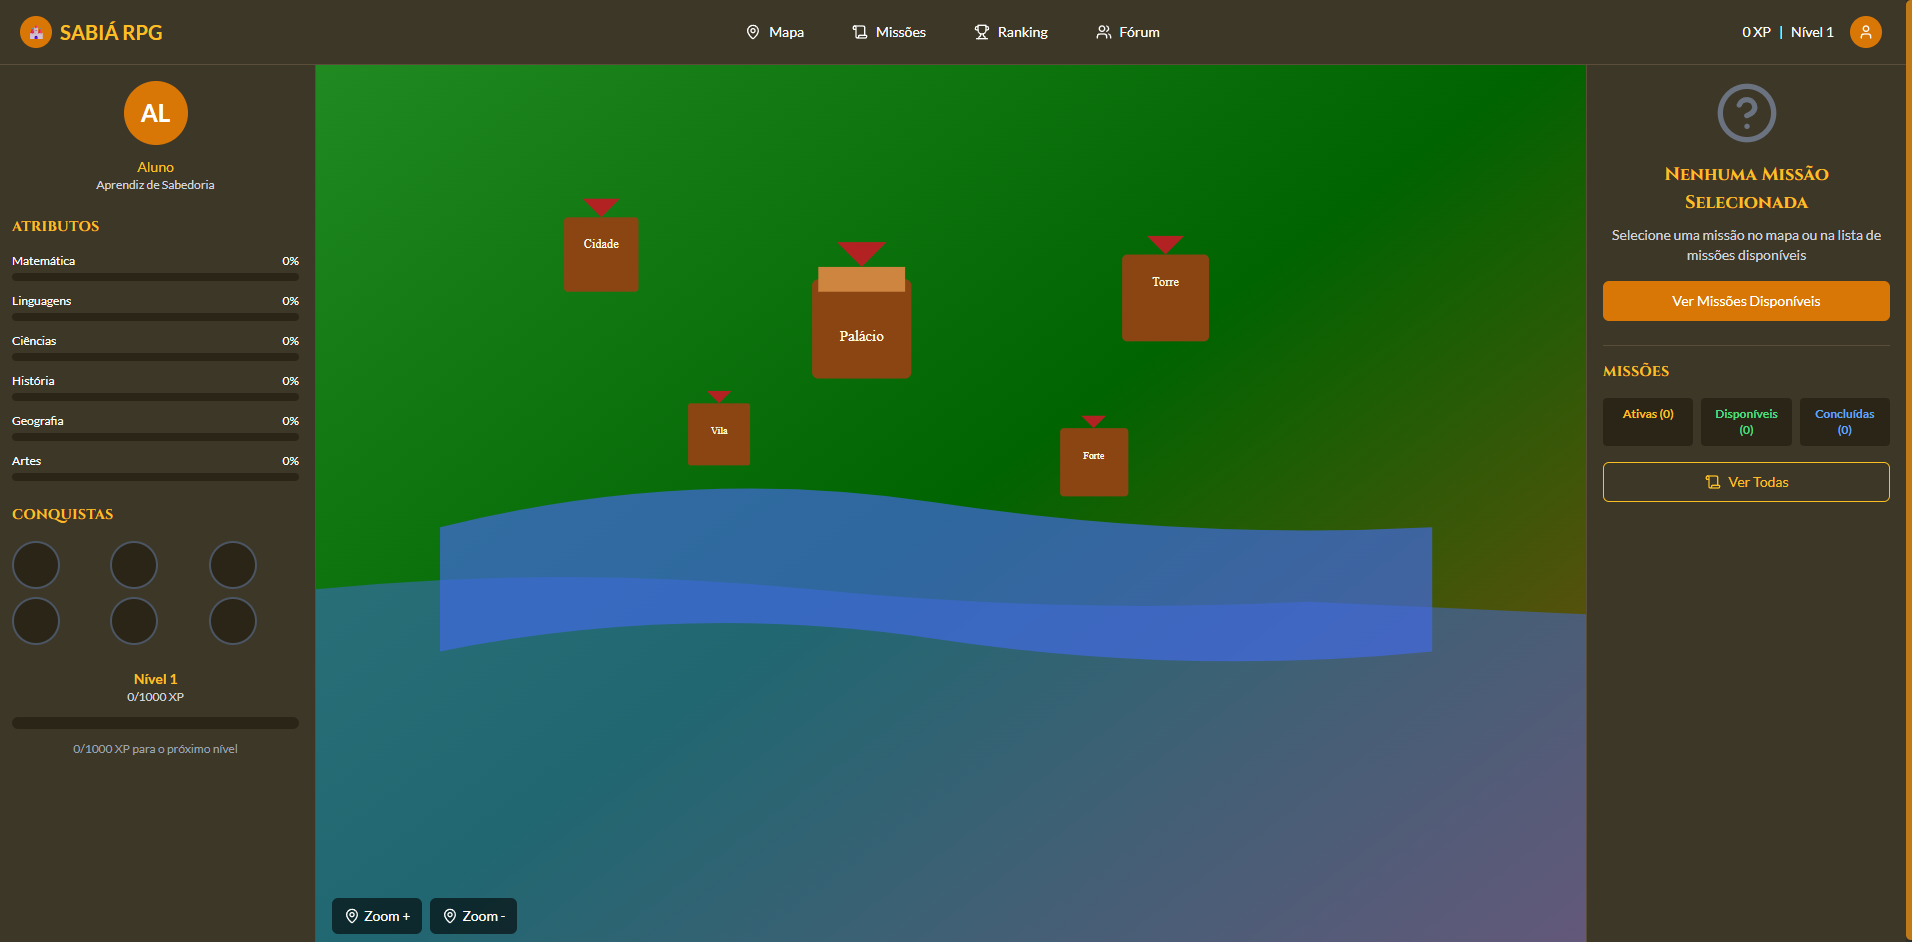 SABIÁ RPG
Mapa
Missões
Ranking
Fórum
0 XP | Nível 1
AL
Aluno
Aprendiz de Sabedoria
ATRIBUTOS
Matemática 0%
Linguagens 0%
Ciências 0%
História 0%
Geografia 0%
Artes 0%
CONQUISTAS
Nível 1
0/1000 XP
0/1000 XP para o próximo nível
Cidade
Palácio
Torre
Vila
Forte
Zoom +
Zoom -
Nenhuma Missão
Selecionada
Selecione uma missão no mapa ou na lista de
missões disponíveis
Ver Missões Disponíveis
MISSÕES
Ativas (0)
Disponíveis
(0)
Concluídas
(0)
Ver Todas